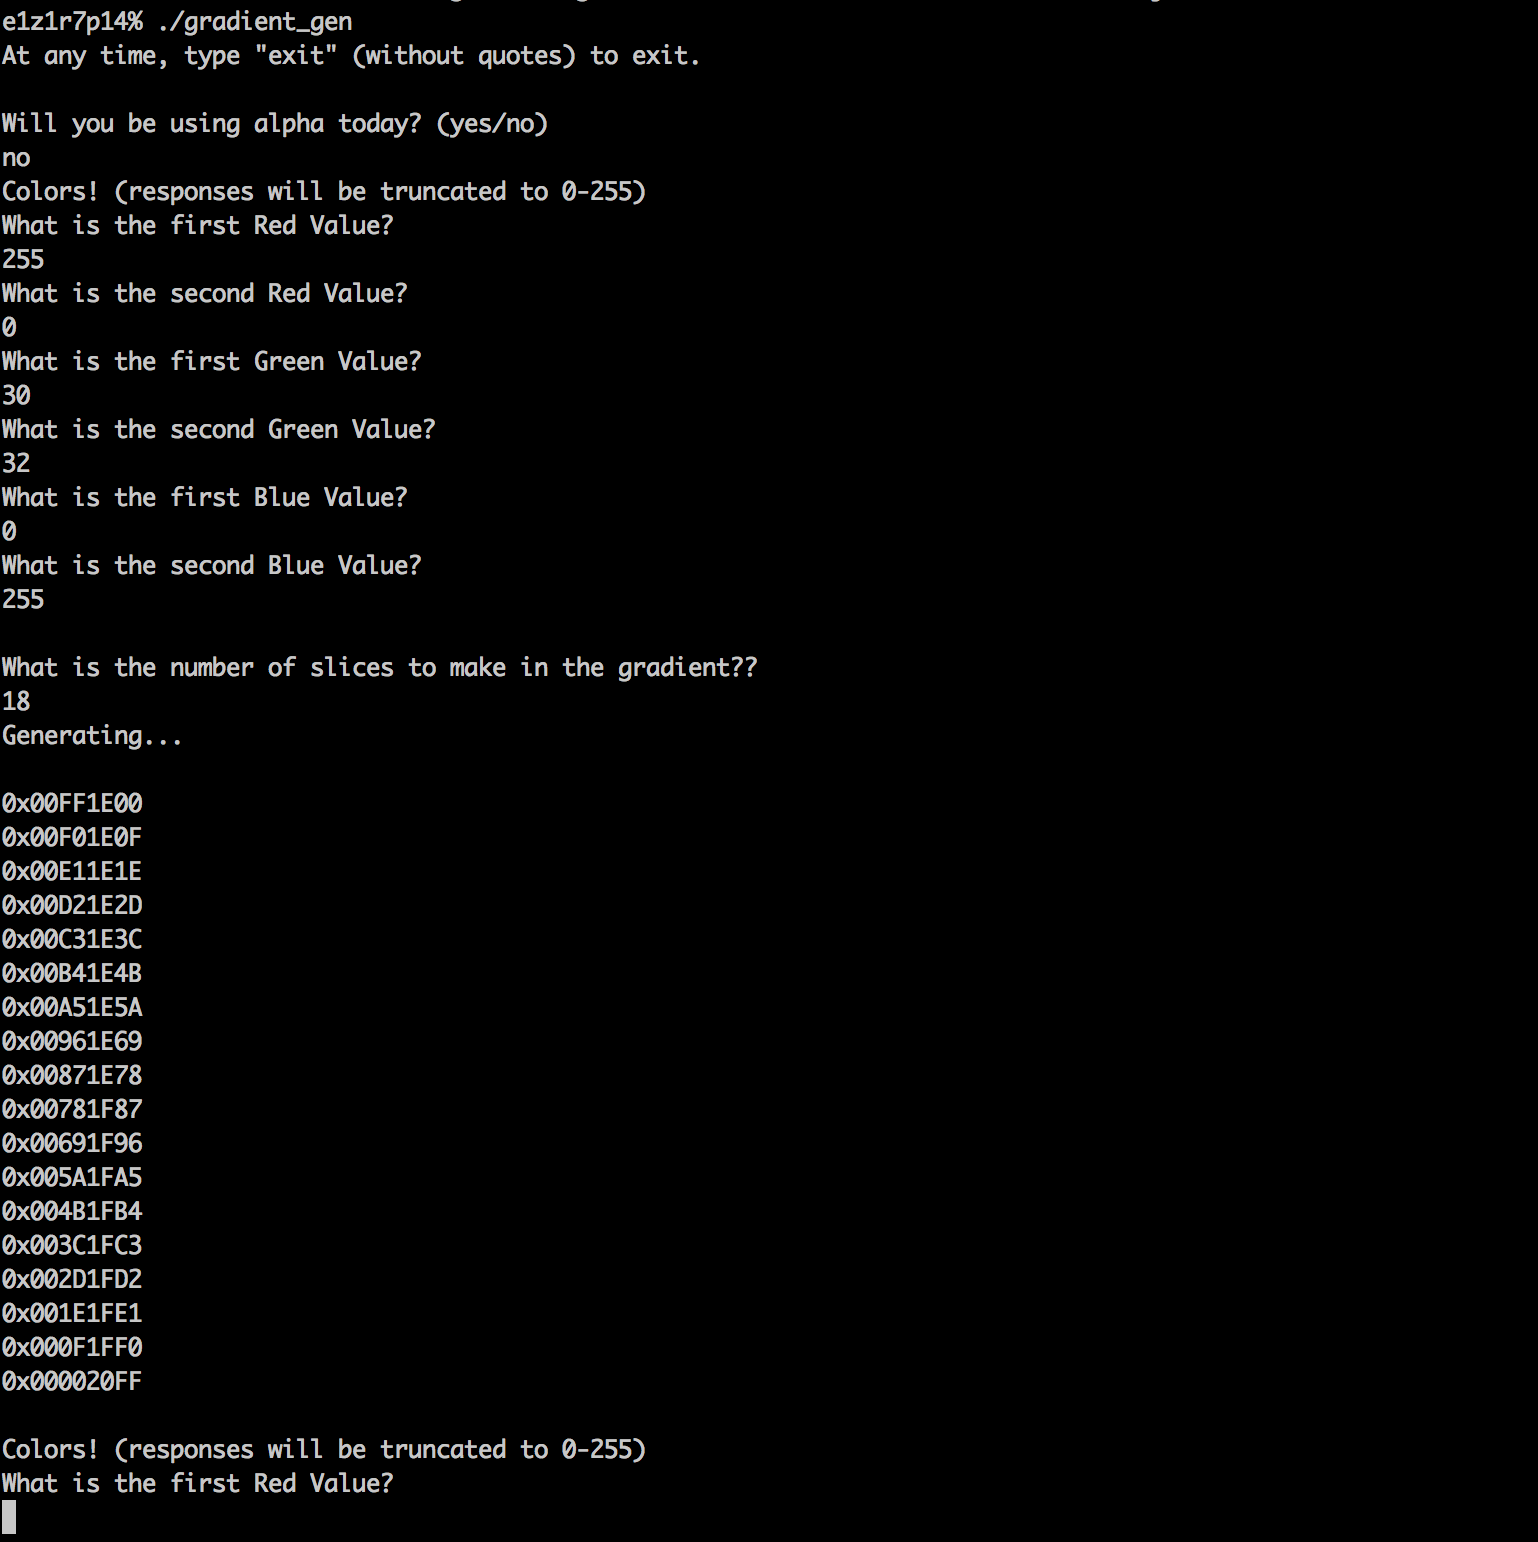 e1z1r7p14% ./gradient_gen
At any time, type "exit" (without quotes) to exit.
Will you be using alpha today? (yes/no)
no
Colors! (responses will be truncated to 0-255)
What is the first Red Value?
255
What is the second Red Value?
0
What is the first Green Value?
30
What is the second Green Value?
32
What is the first Blue Value?
0
What is the second Blue Value?
255
What is the number of slices to make in the gradient??
18
Generating...
0x00FF1E00
0x00F01E0F
0x00E11E1E
0x00D21E2D
0x00C31E3C
0x00B41E4B
0x00A51E5A
0x00961E69
0x00871E78
0x00781F87
0x00691F96
0x005A1FA5
0x004B1FB4
0x003C1FC3
0x002D1FD2
0x001E1FE1
0x000F1FF0
0x000020FF
Colors! (responses will be truncated to 0-255)
What is the first Red Value?